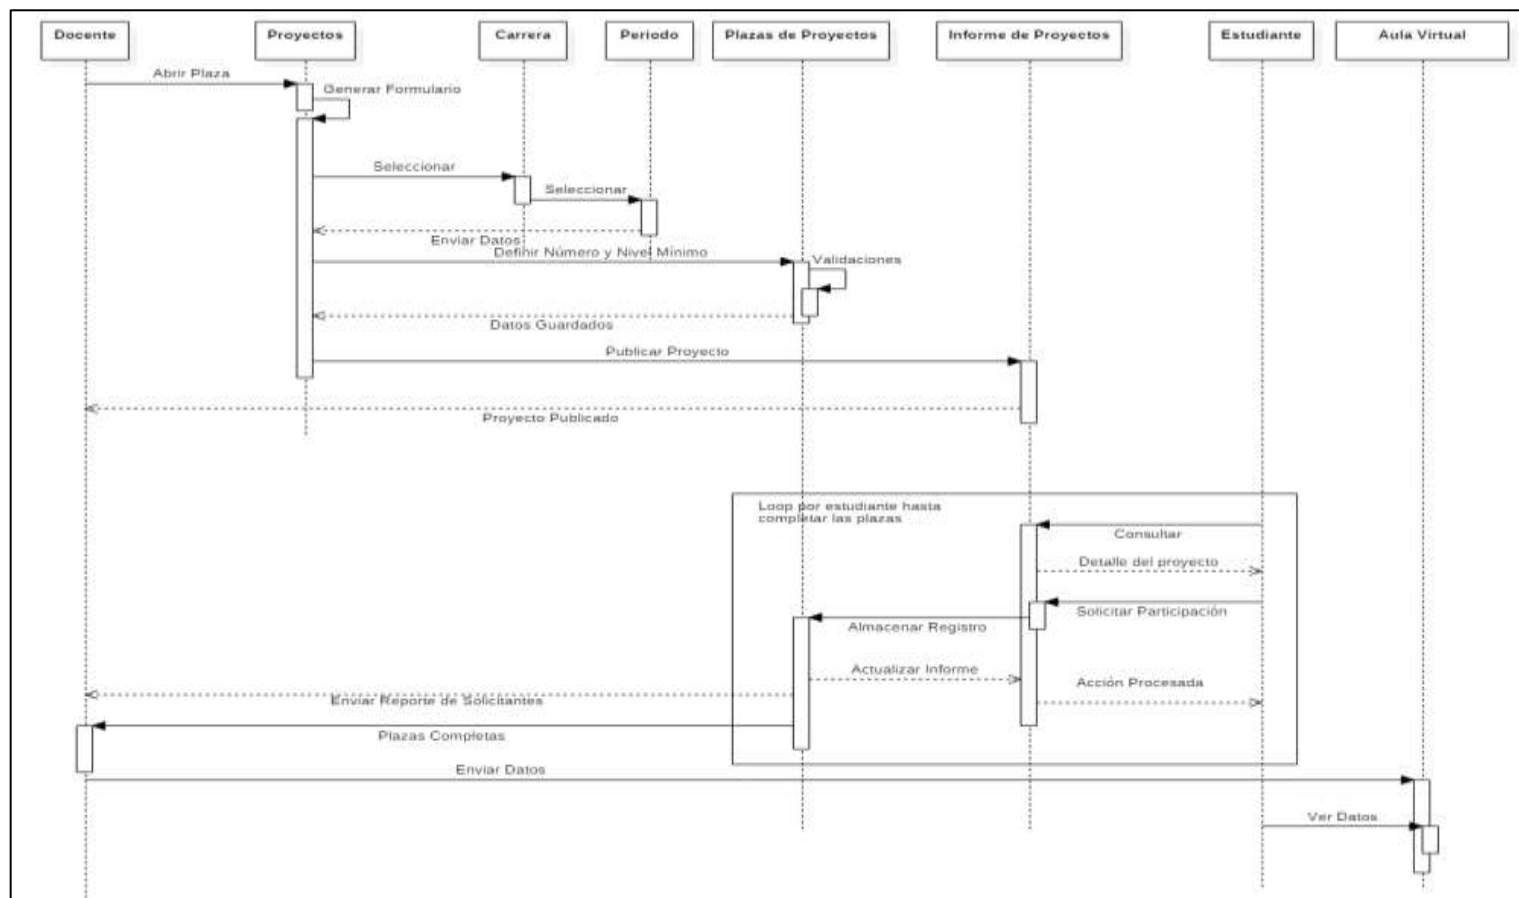 Docente
Proyectos
Carrera
Periodo
Plazas de Proyectos
Informe de Proyectos
Estudiante
Aula Virtual
Abrir Plaza
Generar Formulario
Seleccionar
Seleccionar
Enviar Datos
Definir Número y Nivel Mínimo
Validaciones
Datos Guardados
Publicar Proyecto
Proyecto Publicado
Loop por estudiante hasta
completar las plazas
Consultar
Detalle del proyecto
Solicitar Participación
Almacenar Registro
Actualizar Informe
Acción Procesada
Enviar Reporte de Solicitantes
Plazas Completas
Enviar Datos
Ver Datos